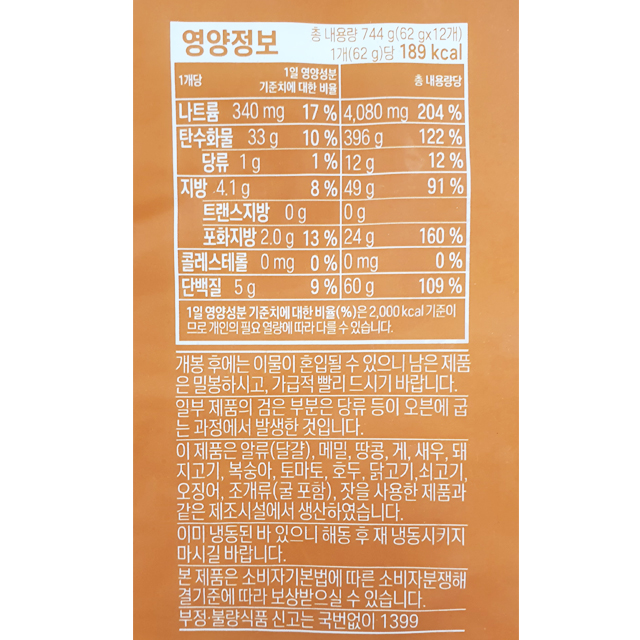 영양정보
총 내용량 744 g(62 gx12개)
1개(62 g)당 189 kcal
1개당 1일 영양성분 기준치에 대한 비율 총 내용량당
나트륨 340 mg 17 % 4,080 mg 204 %
탄수화물 33 g 10 % 396 g 122 %
당류 1 g 1 % 12 g 12 %
지방 4.1 g 8 % 49 g 91 %
트랜스지방 0 g 0 g
포화지방 2.0 g 13 % 24 g 160 %
콜레스테롤 0 mg 0 % 0 mg 0 %
단백질 5 g 9 % 60 g 109 %
1일 영양성분 기준치에 대한 비율(%)은 2,000 kcal 기준이
므로 개인의 필요 열량에 따라 다를 수 있습니다.
개봉 후에는 이물이 혼입될 수 있으니 남은 제품
은 밀봉하시고, 가급적 빨리 드시기 바랍니다.
일부 제품의 검은 부분은 당류 등이 오븐에 굽
는 과정에서 발생한 것입니다.
이 제품은 알류(달걀), 메밀, 땅콩, 게, 새우, 돼
지고기, 복숭아, 토마토, 호두, 닭고기,쇠고기,
오징어, 조개류(굴 포함), 잣을 사용한 제품과
같은 제조시설에서 생산하였습니다.
이미 냉동된 바 있으니 해동 후 재 냉동시키지
마시길 바랍니다.
본 제품은 소비자기본법에 따른 소비자분쟁해
결기준에 따라 보상받으실 수 있습니다.
부정·불량식품 신고는 국번없이 1399